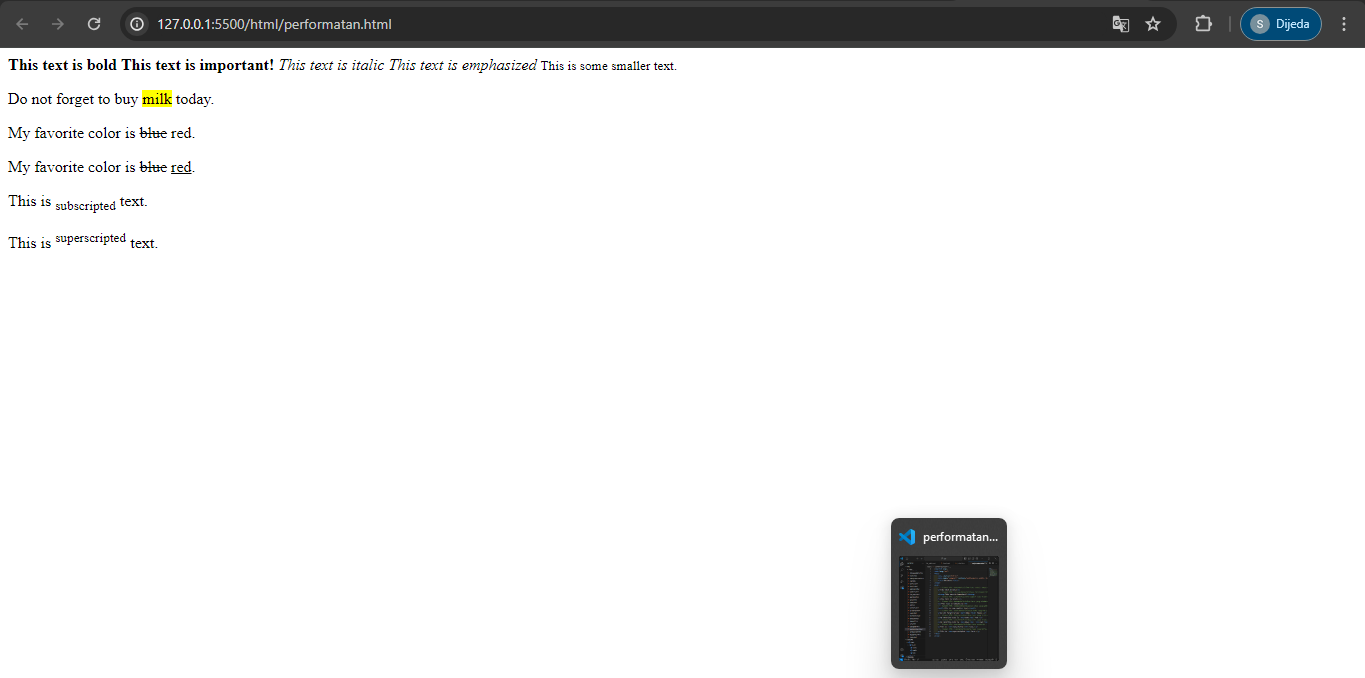 127.0.0.1:5500/html/performatan.html
S Dijeda
This text is bold This text is important! This text is italic This text is emphasized This is some smaller text.
Do not forget to buy milk today.
My favorite color is blue red.
My favorite color is blue red.
This is subscripted text.
This is superscripted text.
performatan...